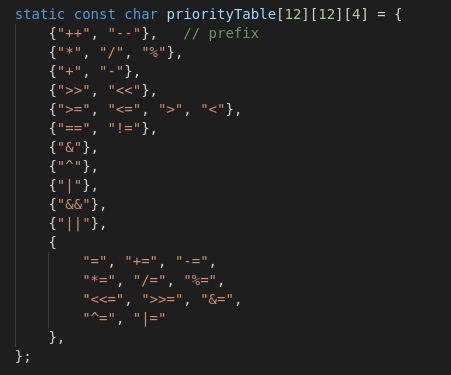 static const char priorityTable[12][12][4] = {
    {"++", "--"},   // prefix
    {"*", "/", "%"},
    {"+", "-"},
    {">>", "<<"},
    {">=", "<=", ">", "<"},
    {"==", "!="},
    {"&"},
    {"^"},
    {"|"},
    {"&&"},
    {"||"},
    {
        "=", "+=", "-=",
        "*=", "/=", "%=",
        "<<=", ">>=", "&=",
        "^=", "|="
    },
};